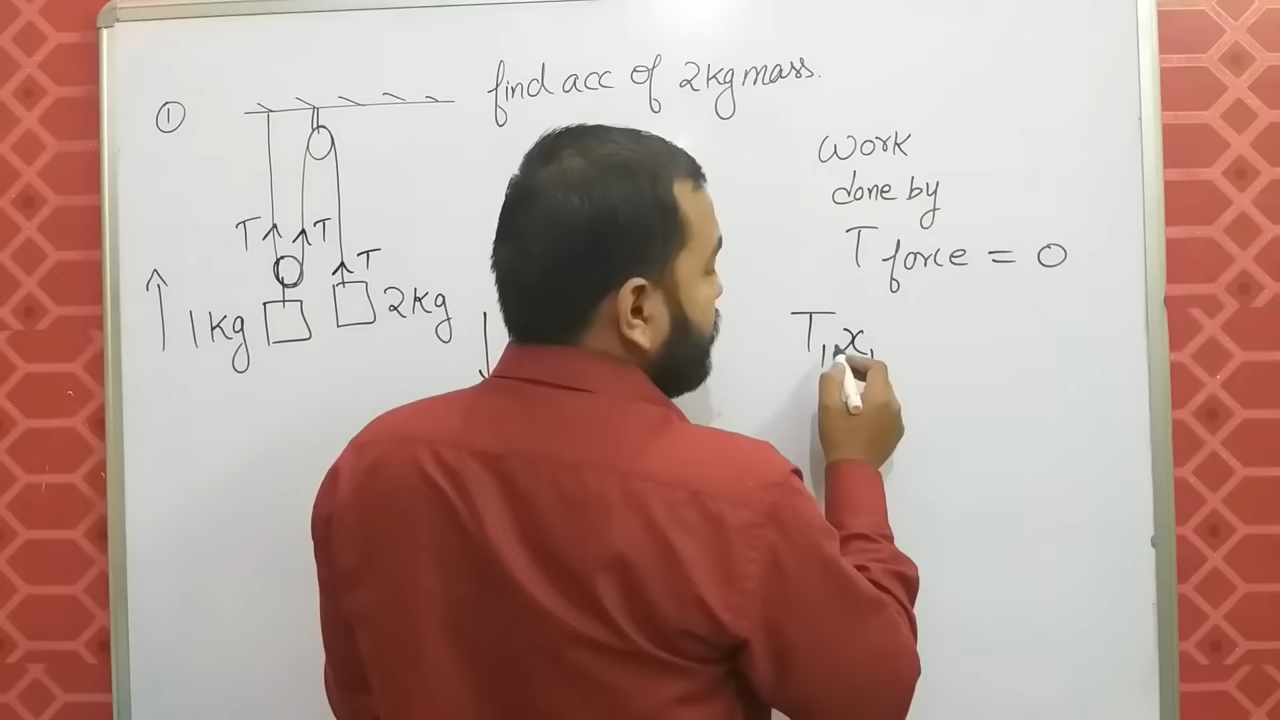 ① find acc of 2kg mass.
work
done by
T force = 0
T T T
1kg 2kg
T₁x₁